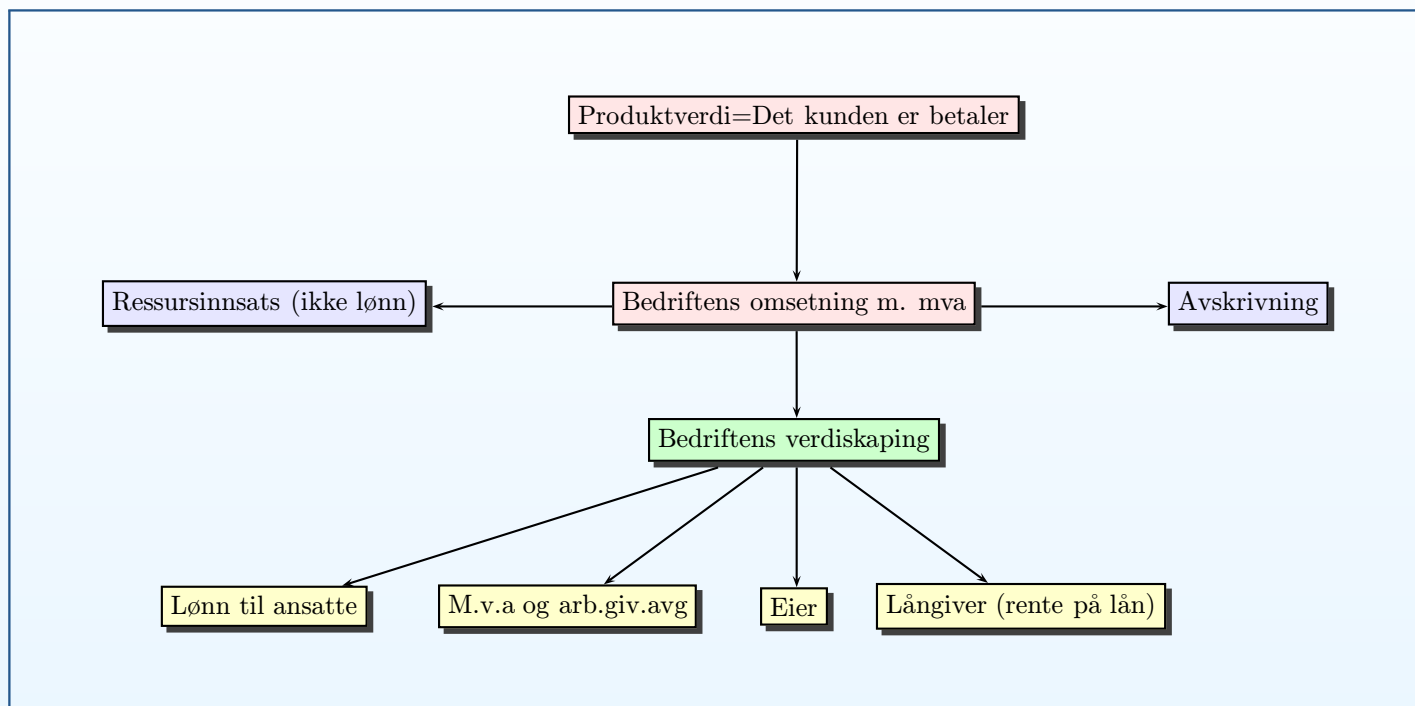 Produktverdi=Det kunden er betaler
Ressursinnsats (ikke lønn)
Bedriftens omsetning m. mva
Avskrivning
Bedriftens verdiskaping
Lønn til ansatte
M.v.a og arb.giv.avg
Eier
Långiver (rente på lån)